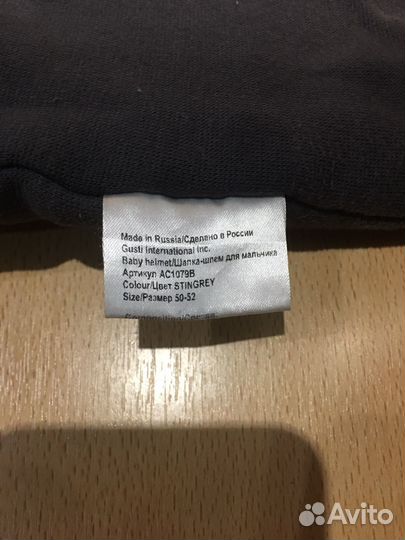 Made in Russia/Сделано в России
Gusti International Inc.
Baby helmet/Шапка-шлем для мальчика
Артикул AC1079B
Colour/Цвет STINGREY
Size/Размер 50-52
Avito